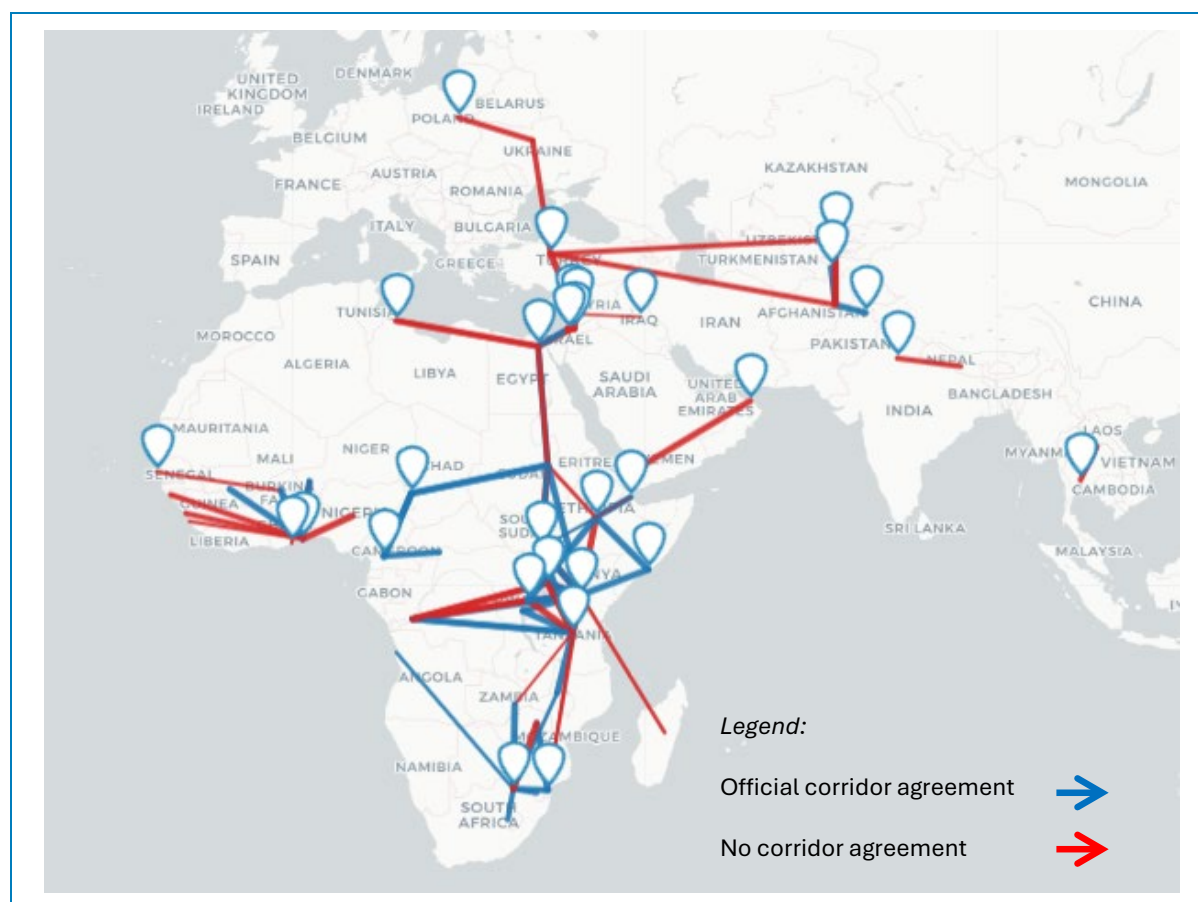 DENMARK
UNITED
KINGDOM
IRELAND
BELARUS
POLAND
BELGIUM
UKRAINE
KAZAKHSTAN
AUSTRIA
FRANCE
ROMANIA
MONGOLIA
ITALY
BULGARIA
SPAIN
GREECE
TURKMENISTAN
CHINA
TUNISIA
IRAQ
IRAN
AFGHANISTAN
MOROCCO
PAKISTAN
NEPAL
ALGERIA
LIBYA
EGYPT
SAUDI
ARABIA
UNITED
ARAB
EMIRATES
BANGLADESH
INDIA
MAURITANIA
LAOS
NIGER
MALI
VIETNAM
SENEGAL
CAMBODIA
LIBERIA
SRI LANKA
MALAYSIA
GABON
ANGOLA
ZAMBIA
NAMIBIA
SOUTH
AFRICA
Legend:
Official corridor agreement
No corridor agreement